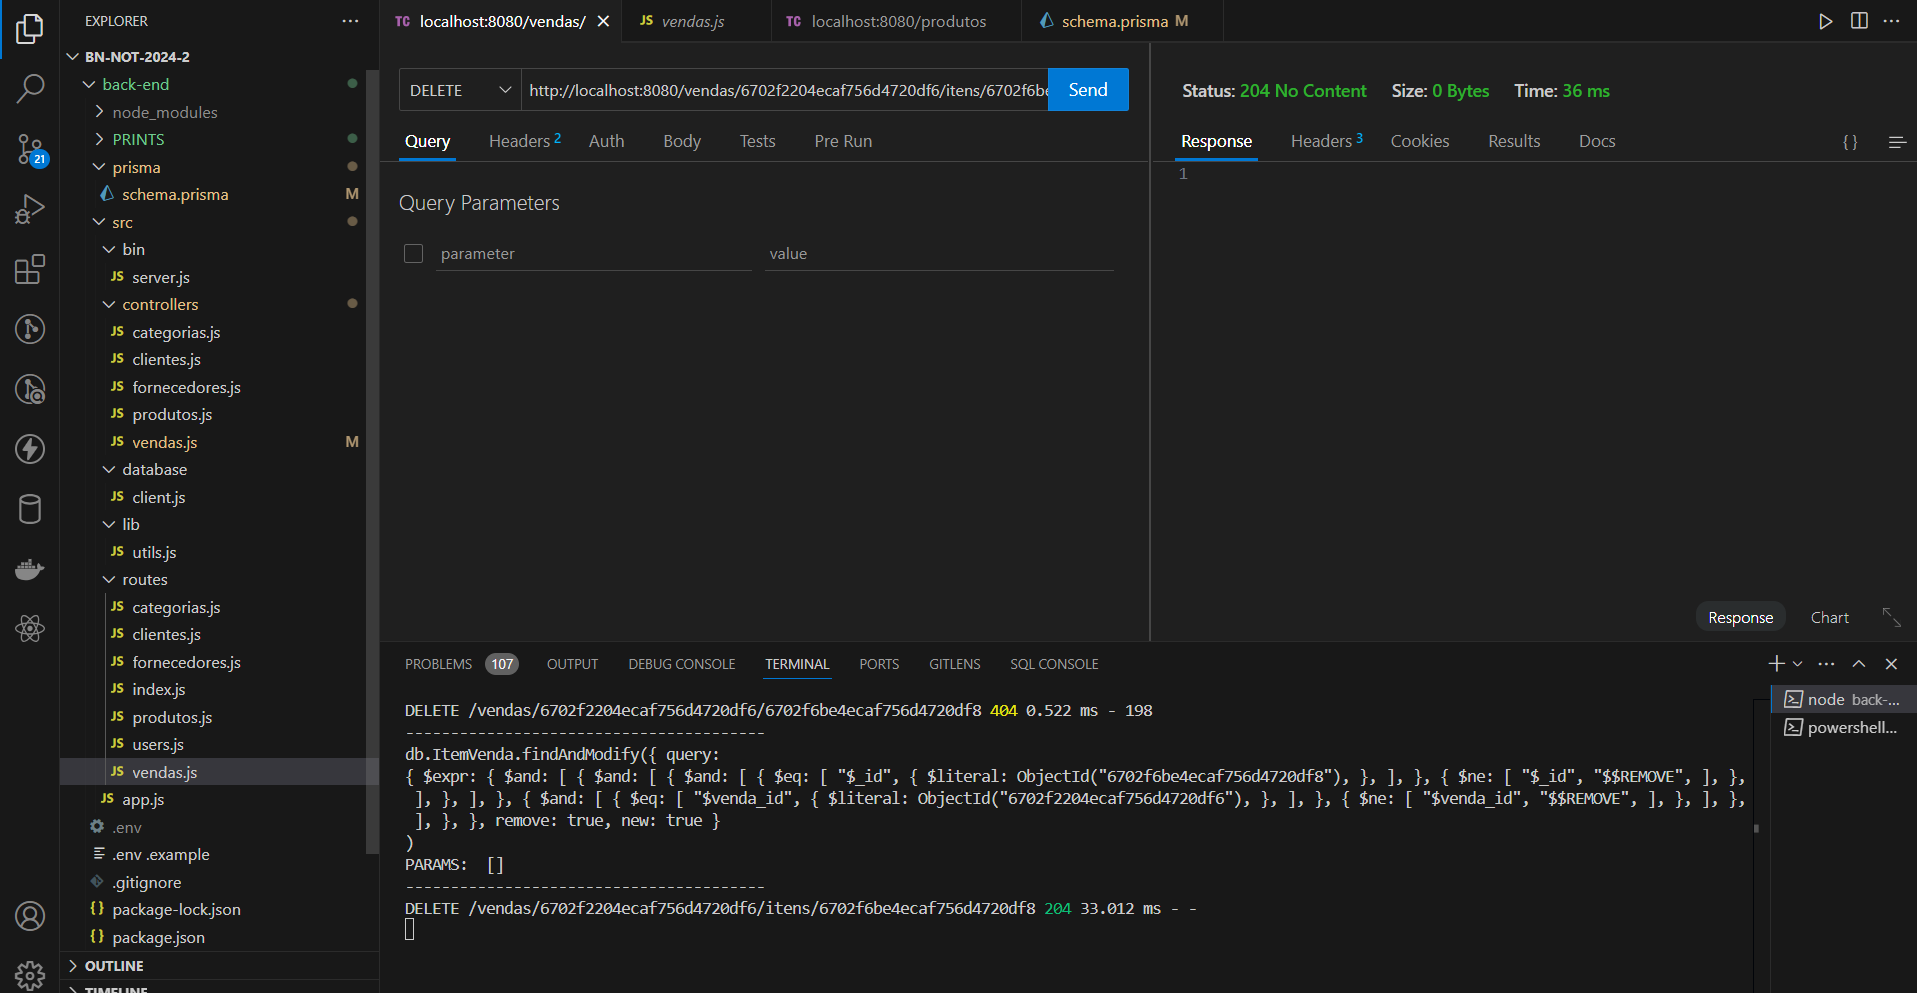 EXPLORER
BN-NOT-2024-2
back-end
node_modules
PRINTS
prisma
schema.prisma M
src
bin
JS server.js
controllers
JS categorias.js
JS clientes.js
JS fornecedores.js
JS produtos.js
JS vendas.js M
database
JS client.js
lib
JS utils.js
routes
JS categorias.js
JS clientes.js
JS fornecedores.js
JS index.js
JS produtos.js
JS users.js
JS vendas.js
JS app.js
.env
.env .example
.gitignore
{} package-lock.json
{} package.json
OUTLINE
TIMELINE
21
TC localhost:8080/vendas/
JS vendas.js
TC localhost:8080/produtos
schema.prisma M
DELETE
http://localhost:8080/vendas/6702f2204ecaf756d4720df6/itens/6702f6be
Send
Query Headers 2 Auth Body Tests Pre Run
Query Parameters
parameter value
Status: 204 No Content Size: 0 Bytes Time: 36 ms
Response Headers 3 Cookies Results Docs {}
1
Response Chart
PROBLEMS 107 OUTPUT DEBUG CONSOLE TERMINAL PORTS GITLENS SQL CONSOLE
DELETE /vendas/6702f2204ecaf756d4720df6/6702f6be4ecaf756d4720df8 404 0.522 ms - 198
----------------------------------------
db.ItemVenda.findAndModify({ query:
{ $expr: { $and: [ { $and: [ { $and: [ { $eq: [ "$_id", { $literal: ObjectId("6702f6be4ecaf756d4720df8"), }, ], }, { $ne: [ "$_id", "$$REMOVE", ], },
], }, ], }, { $and: [ { $eq: [ "$venda_id", { $literal: ObjectId("6702f2204ecaf756d4720df6"), }, ], }, { $ne: [ "$venda_id", "$$REMOVE", ], }, ], },
], }, }, remove: true, new: true }
)
PARAMS: []
----------------------------------------
DELETE /vendas/6702f2204ecaf756d4720df6/itens/6702f6be4ecaf756d4720df8 204 33.012 ms - -
node back-...
powershell...